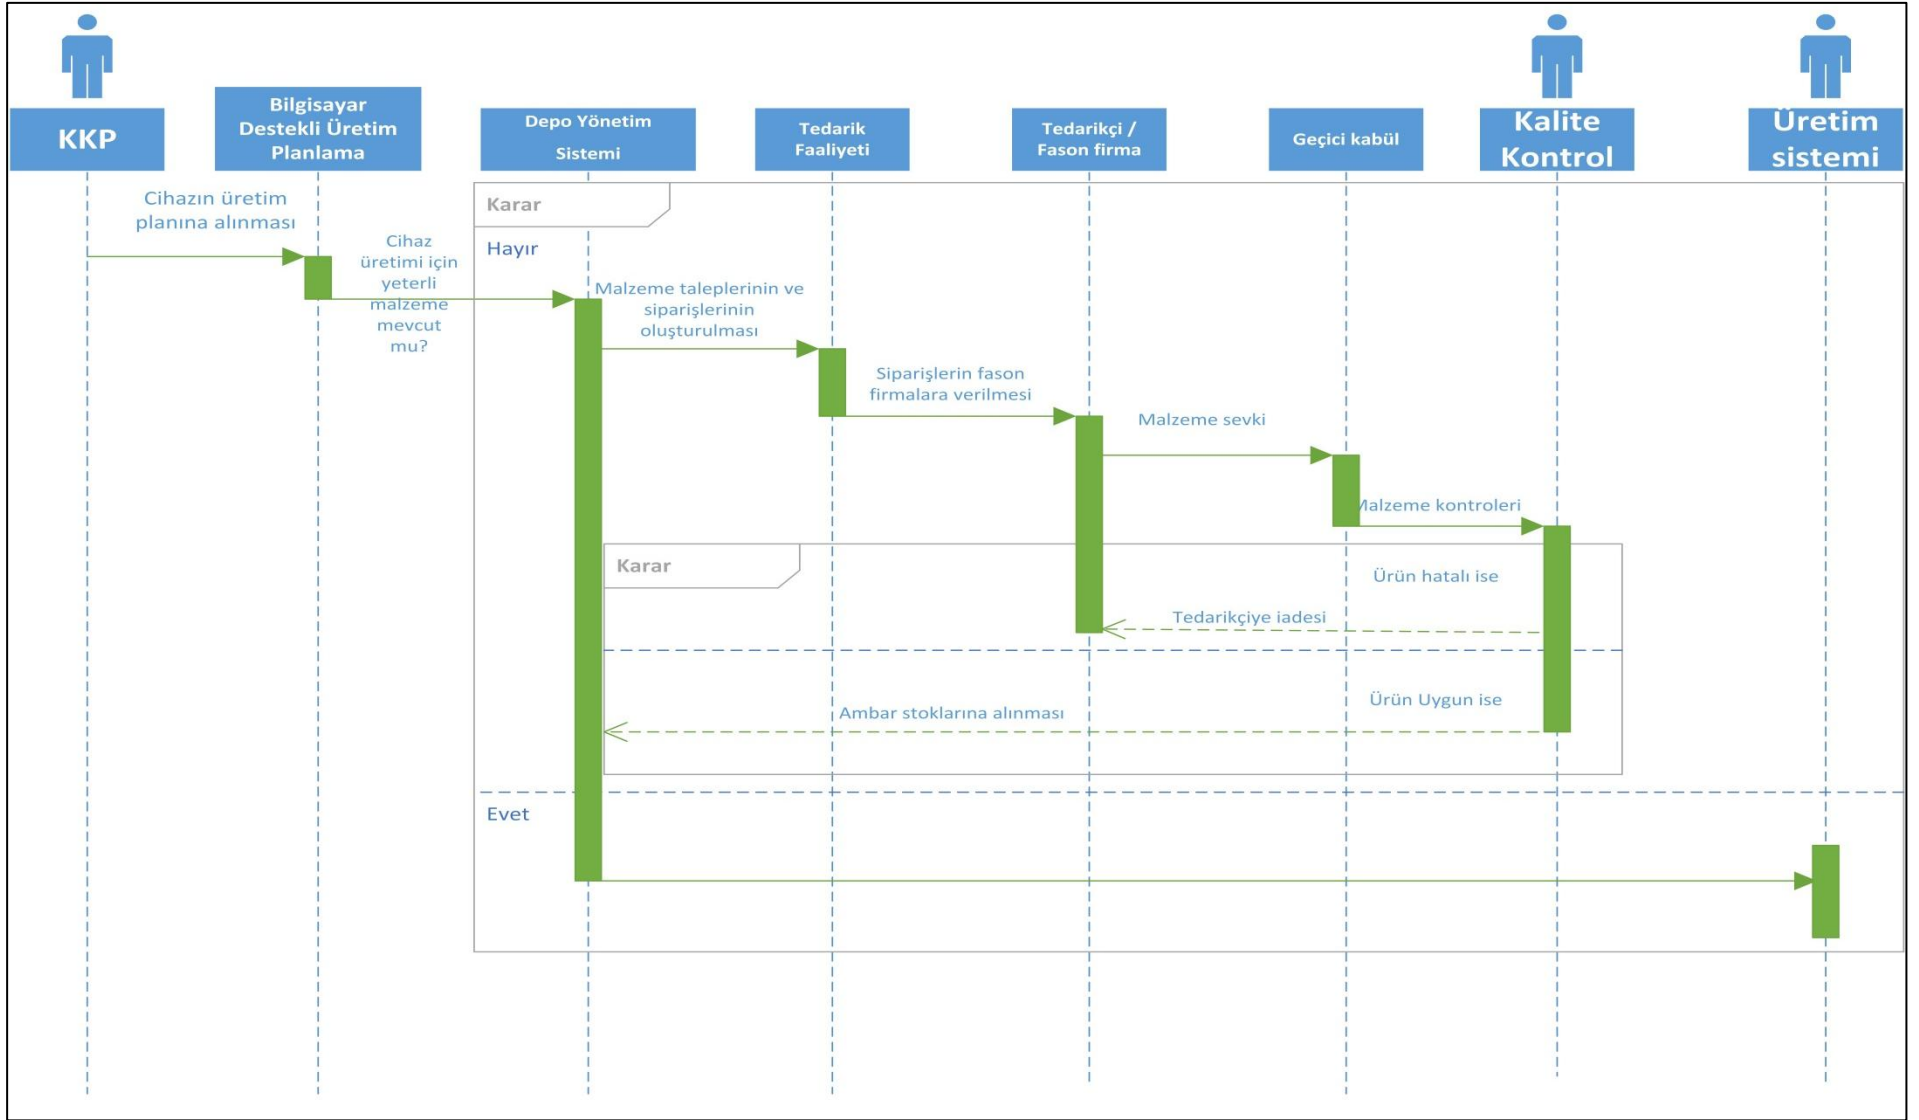 KKP
Bilgisayar
Destekli Üretim
Planlama
Depo Yönetim
Sistemi
Tedarik
Faaliyeti
Tedarikçi /
Fason firma
Geçici kabül
Kalite
Kontrol
Üretim
sistemi
Cihazın üretim
planına alınması
Cihaz
üretimi için
yeterli
malzeme
mevcut
mu?
Karar
Hayır
Malzeme taleplerinin ve
siparişlerinin
oluşturulması
Siparişlerin fason
firmalara verilmesi
Malzeme sevki
Malzeme kontroleri
Karar
Ürün hatalı ise
Tedarikçiye iadesi
Ürün Uygun ise
Ambar stoklarına alınması
Evet